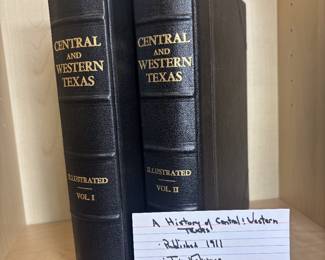 CENTRAL
AND
WESTERN
TEXAS
ILLUSTRATED
VOL. I
CENTRAL
AND
WESTERN
TEXAS
ILLUSTRATED
VOL. II
A History of Central & Western
Texas
· Published 1911